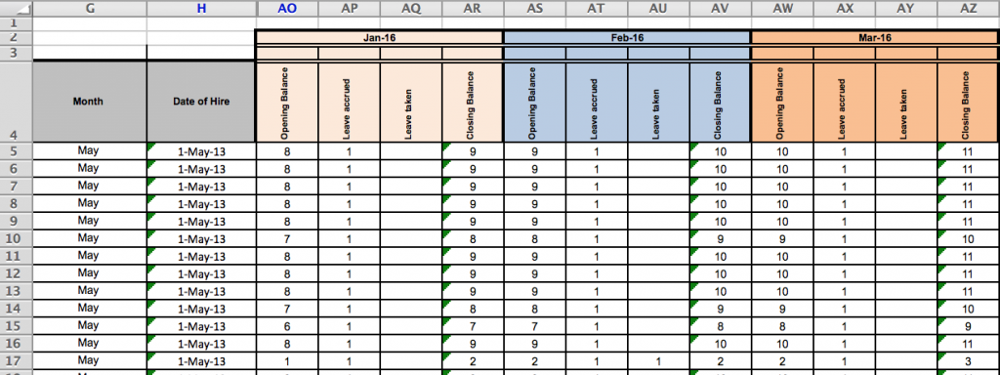 G H AO AP AQ AR AS AT AU AV AW AX AY AZ
1
2 Jan-16 Feb-16 Mar-16
3
4 Month Date of Hire Opening Balance Leave accrued Leave taken Closing Balance Opening Balance Leave accrued Leave taken Closing Balance Opening Balance Leave accrued Leave taken Closing Balance
5 May 1-May-13 8 1 9 9 1 10 10 1 11
6 May 1-May-13 8 1 9 9 1 10 10 1 11
7 May 1-May-13 8 1 9 9 1 10 10 1 11
8 May 1-May-13 8 1 9 9 1 10 10 1 11
9 May 1-May-13 8 1 9 9 1 10 10 1 11
10 May 1-May-13 7 1 8 8 1 9 9 1 10
11 May 1-May-13 8 1 9 9 1 10 10 1 11
12 May 1-May-13 8 1 9 9 1 10 10 1 11
13 May 1-May-13 8 1 9 9 1 10 10 1 11
14 May 1-May-13 7 1 8 8 1 9 9 1 10
15 May 1-May-13 6 1 7 7 1 8 8 1 9
16 May 1-May-13 8 1 9 9 1 10 10 1 11
17 May 1-May-13 1 1 2 2 1 1 2 2 1 3